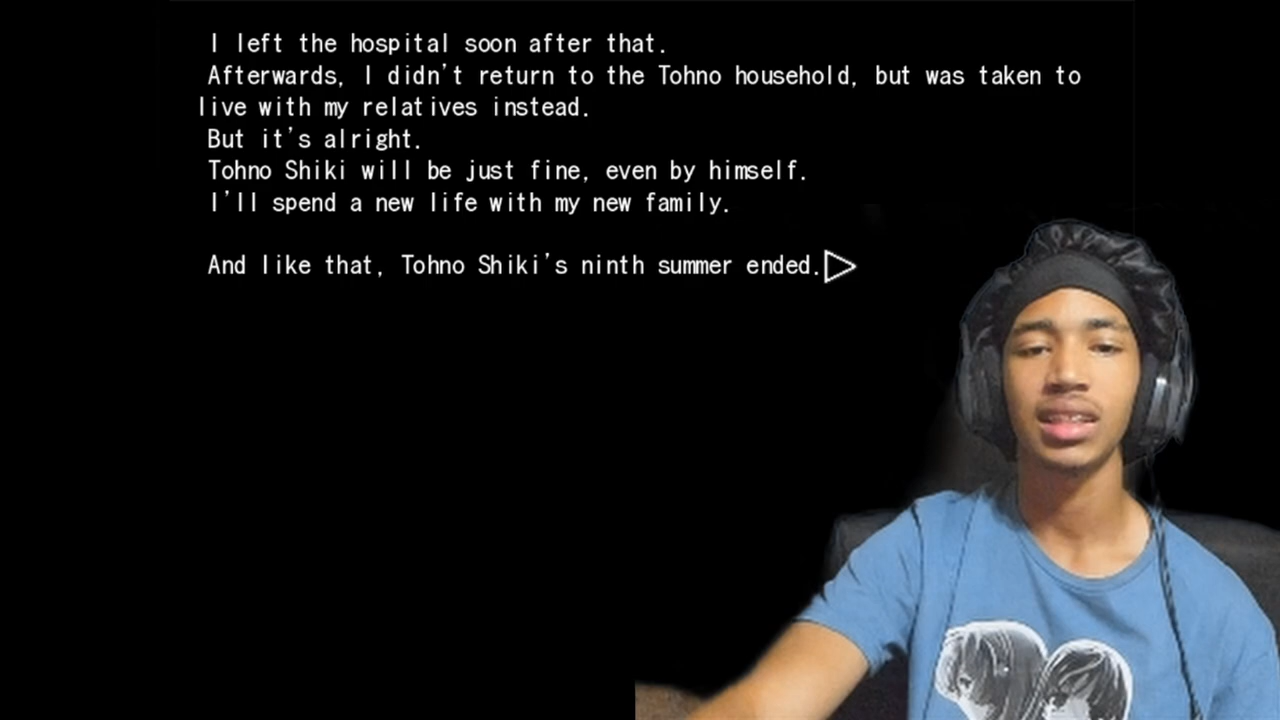 I left the hospital soon after that.
Afterwards, I didn't return to the Tohno household, but was taken to
live with my relatives instead.
But it's alright.
Tohno Shiki will be just fine, even by himself.
I'll spend a new life with my new family.
And like that, Tohno Shiki's ninth summer ended.